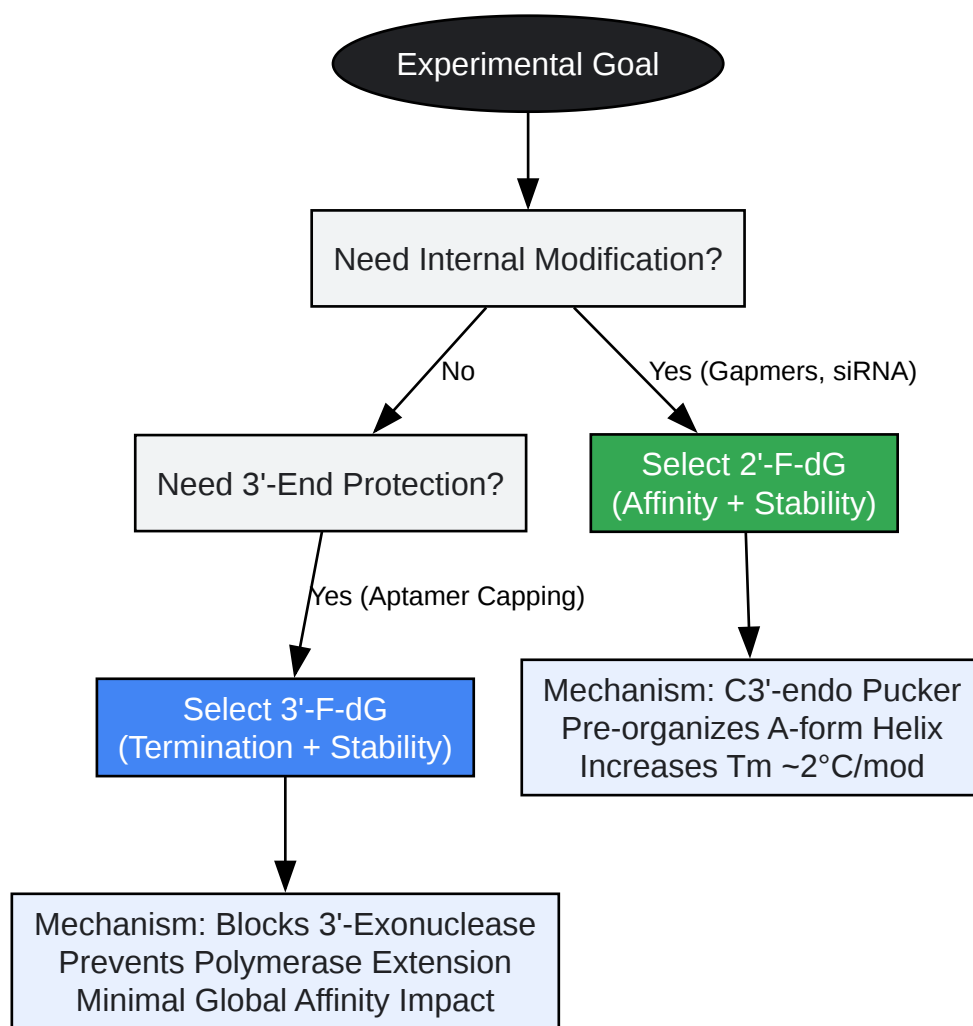 Experimental Goal
Need Internal Modification?
No
Yes (Gapmers, siRNA)
Need 3'-End Protection?
Select 2'-F-dG
(Affinity + Stability)
Yes (Aptamer Capping)
Select 3'-F-dG
(Termination + Stability)
Mechanism: C3'-endo Pucker
Pre-organizes A-form Helix
Increases Tm ~2°C/mod
Mechanism: Blocks 3'-Exonuclease
Prevents Polymerase Extension
Minimal Global Affinity Impact